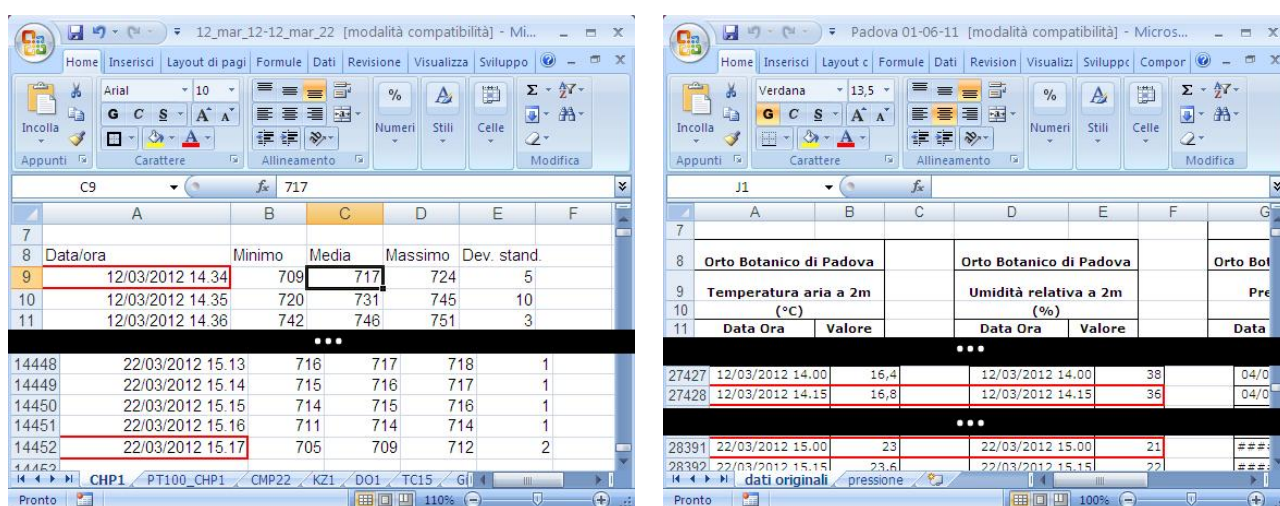 12_mar_12-12_mar_22 [modalità compatibilità] - Mi...
Home Inserisci Layout di pagi Formule Dati Revisione Visualizza Sviluppo
Arial 10
Incolla
G C S A A
% Numeri Stili Celle
Σ
Appunti Carattere Allineamento Modifica
C9 fx 717
A B C D E F
7
8 Data/ora Minimo Media Massimo Dev. stand.
9 12/03/2012 14.34 709 717 724 5
10 12/03/2012 14.35 720 731 745 10
11 12/03/2012 14.36 742 746 751 3
...
14448 22/03/2012 15.13 716 717 718 1
14449 22/03/2012 15.14 715 716 717 1
14450 22/03/2012 15.15 714 715 716 1
14451 22/03/2012 15.16 711 714 714 1
14452 22/03/2012 15.17 705 709 712 2
14453
CHP1 PT100_CHP1 CMP22 KZ1 DO1 TC15
Pronto 110%
Padova 01-06-11 [modalità compatibilità] - Micros...
Home Inserisci Layout c Formule Dati Revision Visualiz Sviluppc Compor
Verdana 13,5
Incolla
G C S A A
% Numeri Stili Celle
Σ
Appunti Carattere Allineamento Modifica
J1 fx
A B C D E F G
7
8 Orto Botanico di Padova Orto Botanico di Padova Orto Bot
9 Temperatura aria a 2m Umidità relativa a 2m Pre
10 (°C) (%)
11 Data Ora Valore Data Ora Valore Data
...
27427 12/03/2012 14.00 16,4 12/03/2012 14.00 38 04/0
27428 12/03/2012 14.15 16,8 12/03/2012 14.15 36 04/0
...
28391 22/03/2012 15.00 23 22/03/2012 15.00 21 ###
28392 22/03/2012 15.15 23,6 22/03/2012 15.15 22 ###
dati originali pressione
Pronto 100%